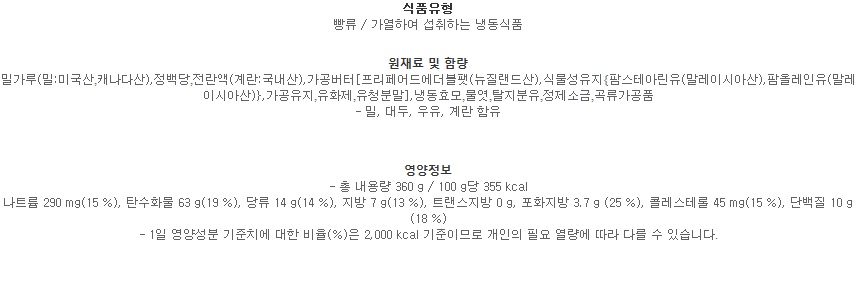 식품유형
빵류 / 가열하여 섭취하는 냉동식품
원재료 및 함량
밀가루(밀:미국산,캐나다산),정백당,전란액(계란:국내산),가공버터[프리페어드에더블팻(뉴질랜드산),식물성유지{팜스테아린유(말레이시아산),팜올레인유(말레
이시아산)},가공유지,유화제,유청분말],냉동효모,물엿,탈지분유,정제소금,곡류가공품
- 밀, 대두, 우유, 계란 함유
영양정보
- 총 내용량 360 g / 100 g당 355 kcal
나트륨 290 mg(15 %), 탄수화물 63 g(19 %), 당류 14 g(14 %), 지방 7 g(13 %), 트랜스지방 0 g, 포화지방 3.7 g (25 %), 콜레스테롤 45 mg(15 %), 단백질 10 g
(18 %)
- 1일 영양성분 기준치에 대한 비율(%)은 2,000 kcal 기준이므로 개인의 필요 열량에 따라 다를 수 있습니다.